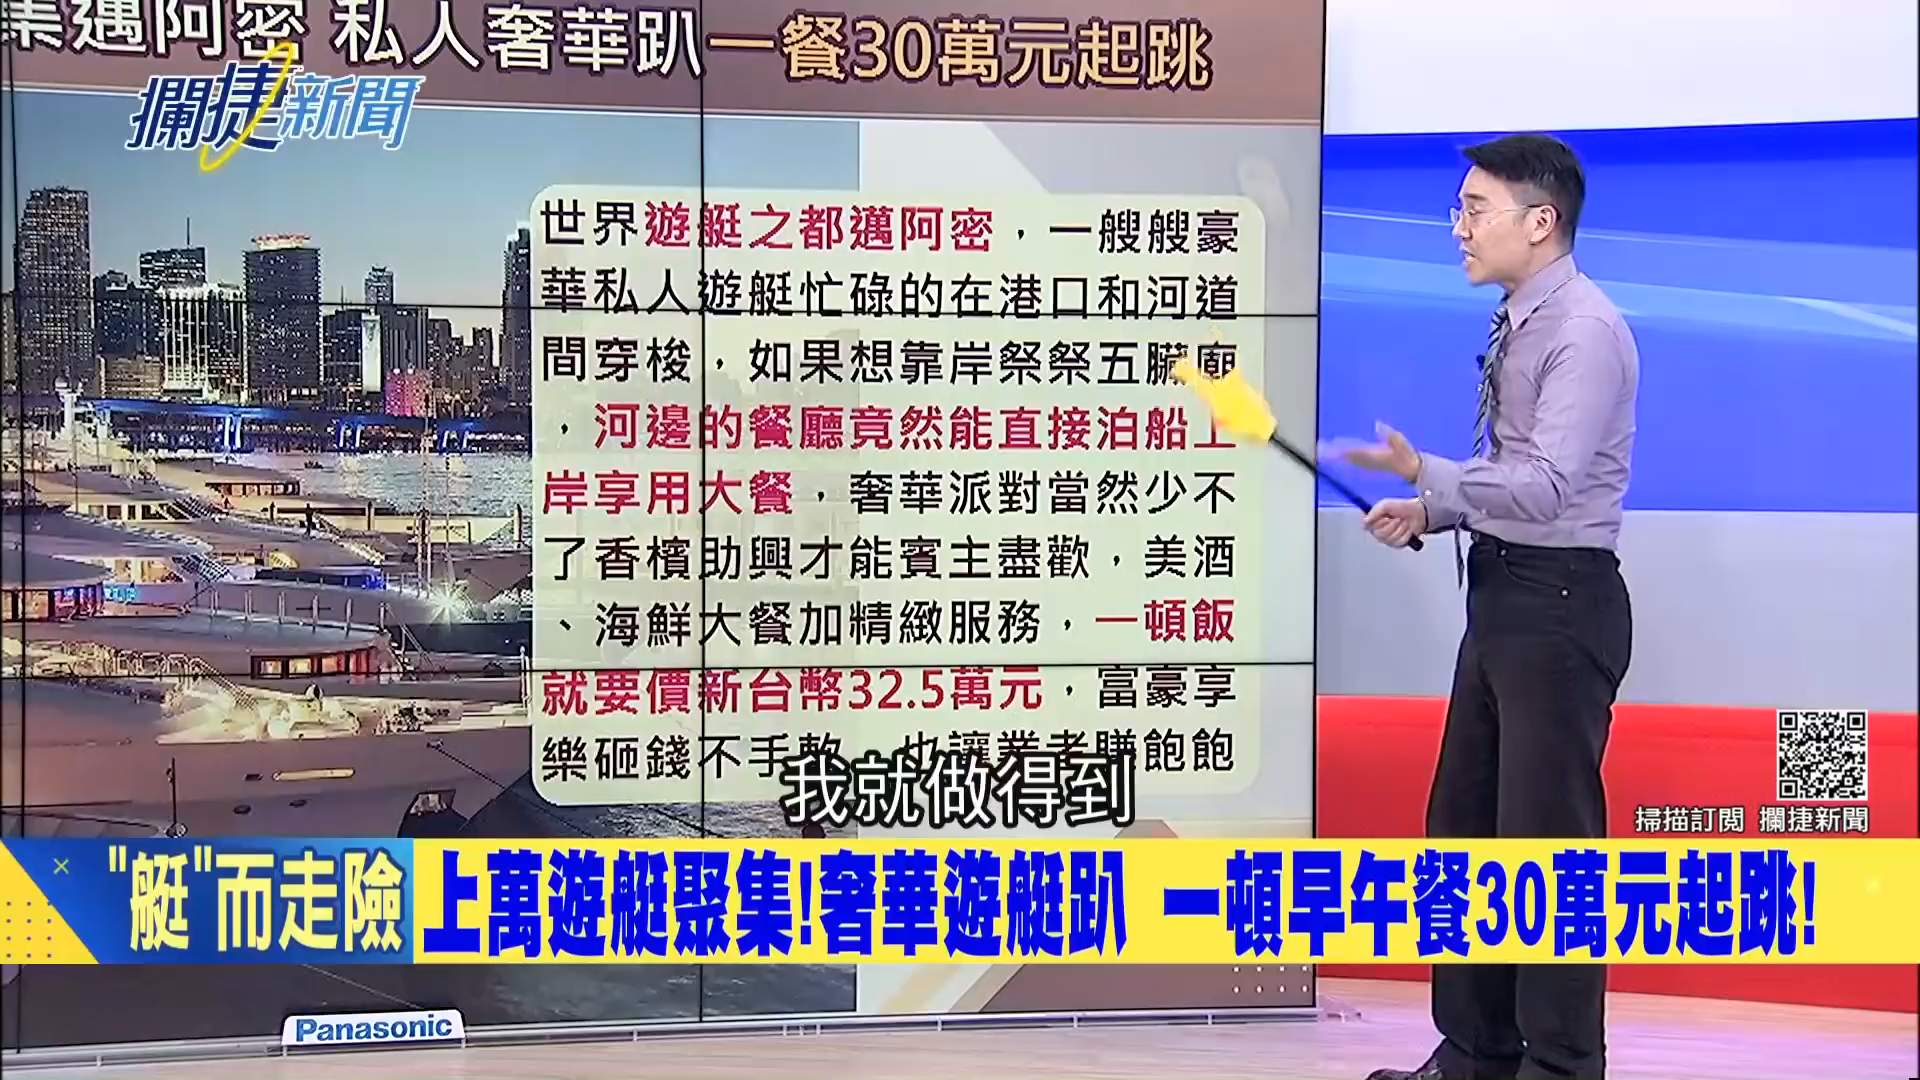 集邁阿密 私人奢華趴一餐30萬元起跳
攔捷新聞
世界遊艇之都邁阿密，一艘艘豪
華私人遊艇忙碌的在港口和河道
間穿梭，如果想靠岸祭祭五臟廟
，河邊的餐廳竟然能直接泊船上
岸享用大餐，奢華派對當然少不
了香檳助興才能賓主盡歡，美酒
、海鮮大餐加精緻服務，一頓飯
就要價新台幣32.5萬元，富豪享
樂砸錢不手軟，也讓業者賺飽飽
我就做得到
掃描訂閱 攔捷新聞
"艇"而走險
上萬遊艇聚集!奢華遊艇趴 一頓早午餐30萬元起跳!
Panasonic